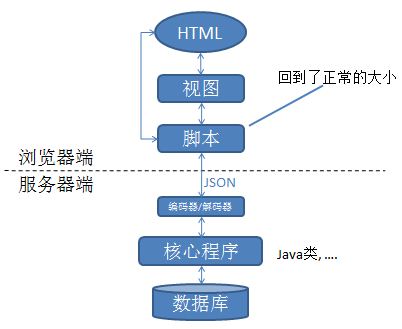 HTML
视图
回到了正常的大小
脚本
浏览器端
服务器端
JSON
编码器/解码器
核心程序
Java类, ....
数据库